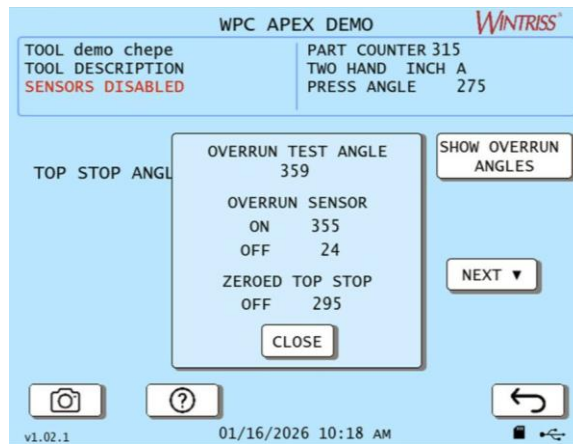 WPC APEX DEMO
WINTRISS
TOOL demo chepe
TOOL DESCRIPTION
SENSORS DISABLED
PART COUNTER 315
TWO HAND INCH A
PRESS ANGLE 275
TOP STOP ANGL
OVERRUN TEST ANGLE
359
OVERRUN SENSOR
ON 355
OFF 24
ZEROED TOP STOP
OFF 295
CLOSE
SHOW OVERRUN
ANGLES
NEXT ▼
v1.02.1
01/16/2026 10:18 AM